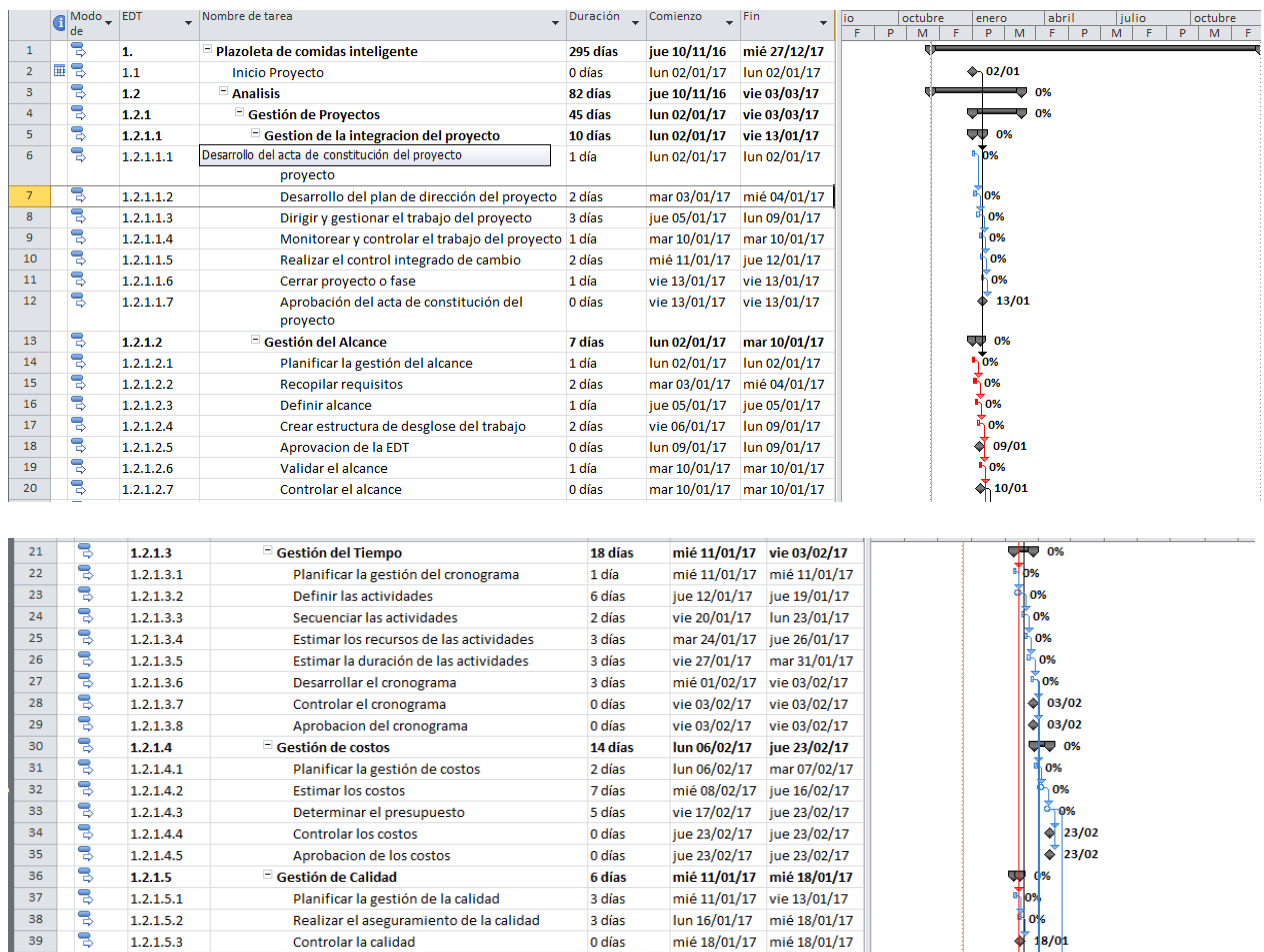 Modo de EDT Nombre de tarea Duración Comienzo Fin io octubre enero abril julio octubre
F P M F P M F P M F P M F
1 1. Plazoleta de comidas inteligente 295 días jue 10/11/16 mié 27/12/17
2 1.1 Inicio Proyecto 0 días lun 02/01/17 lun 02/01/17 02/01
3 1.2 Analisis 82 días jue 10/11/16 vie 03/03/17 0%
4 1.2.1 Gestión de Proyectos 45 días lun 02/01/17 vie 03/03/17 0%
5 1.2.1.1 Gestion de la integracion del proyecto 10 días lun 02/01/17 vie 13/01/17 0%
6 1.2.1.1.1 Desarrollo del acta de constitución del proyecto 1 día lun 02/01/17 lun 02/01/17 0%
proyecto
7 1.2.1.1.2 Desarrollo del plan de dirección del proyecto 2 días mar 03/01/17 mié 04/01/17 0%
8 1.2.1.1.3 Dirigir y gestionar el trabajo del proyecto 3 días jue 05/01/17 lun 09/01/17 0%
9 1.2.1.1.4 Monitorear y controlar el trabajo del proyecto 1 día mar 10/01/17 mar 10/01/17 0%
10 1.2.1.1.5 Realizar el control integrado de cambio 2 días mié 11/01/17 jue 12/01/17 0%
11 1.2.1.1.6 Cerrar proyecto o fase 1 día vie 13/01/17 vie 13/01/17 0%
12 1.2.1.1.7 Aprobación del acta de constitución del 0 días vie 13/01/17 vie 13/01/17 13/01
proyecto
13 1.2.1.2 Gestión del Alcance 7 días lun 02/01/17 mar 10/01/17 0%
14 1.2.1.2.1 Planificar la gestión del alcance 1 día lun 02/01/17 lun 02/01/17 0%
15 1.2.1.2.2 Recopilar requisitos 2 días mar 03/01/17 mié 04/01/17 0%
16 1.2.1.2.3 Definir alcance 1 día jue 05/01/17 jue 05/01/17 0%
17 1.2.1.2.4 Crear estructura de desglose del trabajo 2 días vie 06/01/17 lun 09/01/17 0%
18 1.2.1.2.5 Aprovacion de la EDT 0 días lun 09/01/17 lun 09/01/17 09/01
19 1.2.1.2.6 Validar el alcance 1 día mar 10/01/17 mar 10/01/17 0%
20 1.2.1.2.7 Controlar el alcance 0 días mar 10/01/17 mar 10/01/17 10/01
21 1.2.1.3 Gestión del Tiempo 18 días mié 11/01/17 vie 03/02/17 0%
22 1.2.1.3.1 Planificar la gestión del cronograma 1 día mié 11/01/17 mié 11/01/17 0%
23 1.2.1.3.2 Definir las actividades 6 días jue 12/01/17 jue 19/01/17 0%
24 1.2.1.3.3 Secuenciar las actividades 2 días vie 20/01/17 lun 23/01/17 0%
25 1.2.1.3.4 Estimar los recursos de las actividades 3 días mar 24/01/17 jue 26/01/17 0%
26 1.2.1.3.5 Estimar la duración de las actividades 3 días vie 27/01/17 mar 31/01/17 0%
27 1.2.1.3.6 Desarrollar el cronograma 3 días mié 01/02/17 vie 03/02/17 0%
28 1.2.1.3.7 Controlar el cronograma 0 días vie 03/02/17 vie 03/02/17 03/02
29 1.2.1.3.8 Aprobacion del cronograma 0 días vie 03/02/17 vie 03/02/17 03/02
30 1.2.1.4 Gestión de costos 14 días lun 06/02/17 jue 23/02/17 0%
31 1.2.1.4.1 Planificar la gestión de costos 2 días lun 06/02/17 mar 07/02/17 0%
32 1.2.1.4.2 Estimar los costos 7 días mié 08/02/17 jue 16/02/17 0%
33 1.2.1.4.3 Determinar el presupuesto 5 días vie 17/02/17 jue 23/02/17 0%
34 1.2.1.4.4 Controlar los costos 0 días jue 23/02/17 jue 23/02/17 23/02
35 1.2.1.4.5 Aprobacion de los costos 0 días jue 23/02/17 jue 23/02/17 23/02
36 1.2.1.5 Gestión de Calidad 6 días mié 11/01/17 mié 18/01/17 0%
37 1.2.1.5.1 Planificar la gestión de la calidad 3 días mié 11/01/17 vie 13/01/17 0%
38 1.2.1.5.2 Realizar el aseguramiento de la calidad 3 días lun 16/01/17 mié 18/01/17 0%
39 1.2.1.5.3 Controlar la calidad 0 días mié 18/01/17 mié 18/01/17 18/01